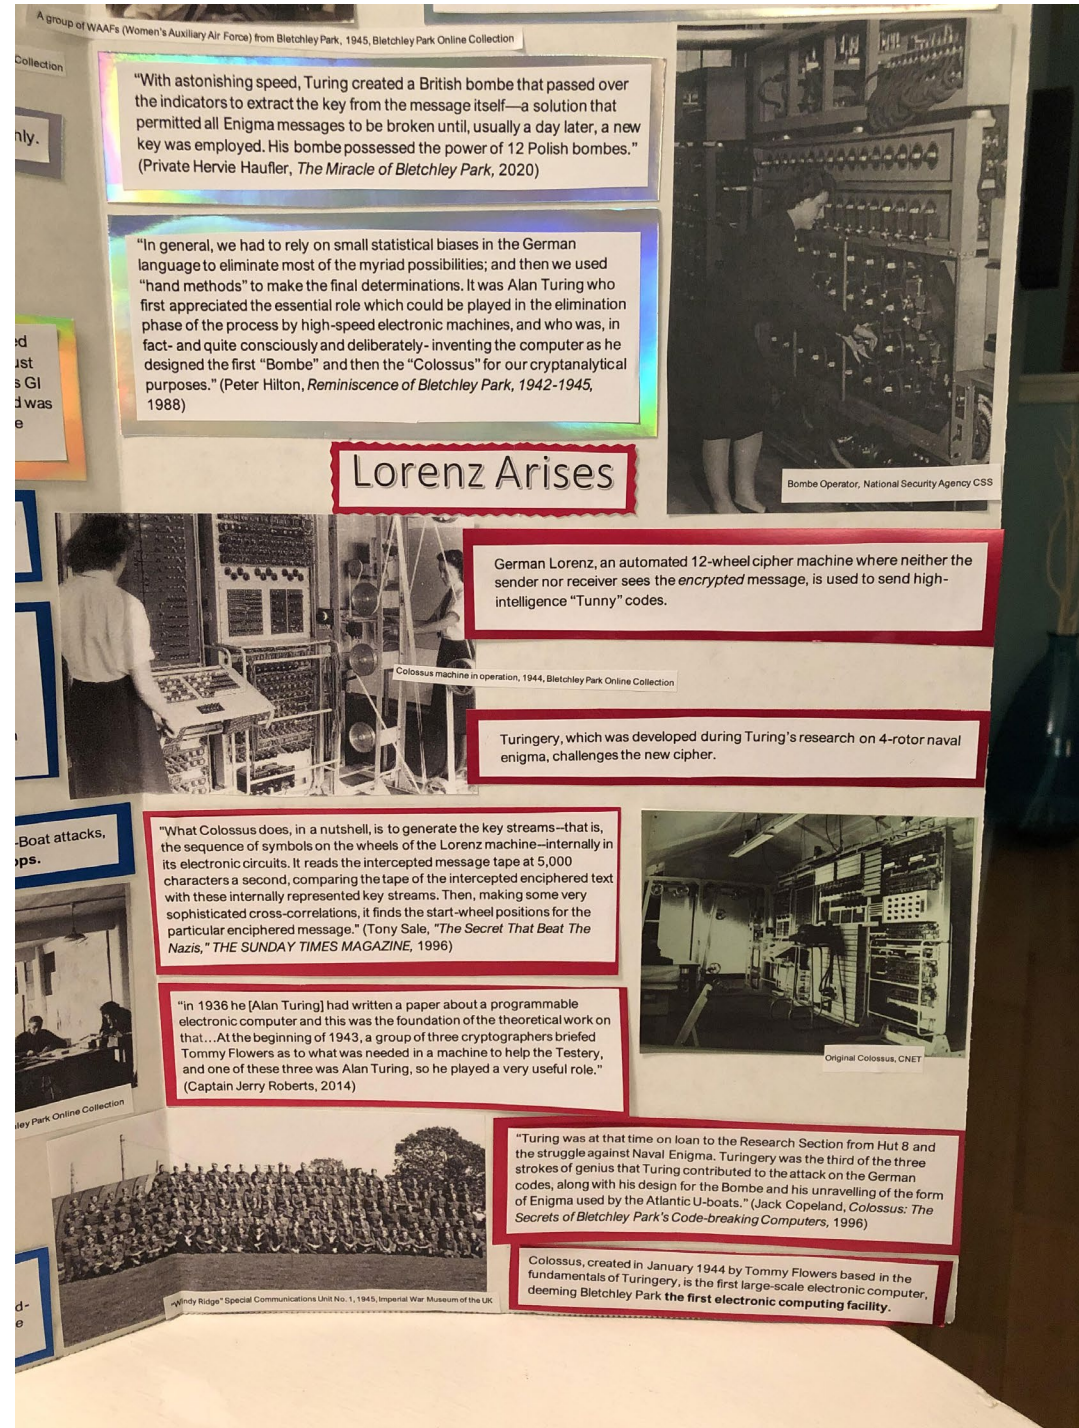 A group of WAAFs (Women's Auxiliary Air Force) from Bletchley Park, 1945, Bletchley Park Online Collection
Collection
"With astonishing speed, Turing created a British bombe that passed over
the indicators to extract the key from the message itself—a solution that
permitted all Enigma messages to be broken until, usually a day later, a new
key was employed. His bombe possessed the power of 12 Polish bombes."
(Private Hervie Haufler, The Miracle of Bletchley Park, 2020)
hly.
"In general, we had to rely on small statistical biases in the German
language to eliminate most of the myriad possibilities; and then we used
"hand methods" to make the final determinations. It was Alan Turing who
first appreciated the essential role which could be played in the elimination
phase of the process by high-speed electronic machines, and who was, in
fact- and quite consciously and deliberately- inventing the computer as he
designed the first "Bombe" and then the "Colossus" for our cryptanalytical
purposes." (Peter Hilton, Reminiscence of Bletchley Park, 1942-1945,
1988)
ed
ust
s GI
d was
e
Bombe Operator, National Security Agency CSS
Lorenz Arises
German Lorenz, an automated 12-wheel cipher machine where neither the
sender nor receiver sees the encrypted message, is used to send high-
intelligence "Tunny" codes.
Colossus machine in operation, 1944, Bletchley Park Online Collection
Turingery, which was developed during Turing's research on 4-rotor naval
enigma, challenges the new cipher.
-Boat attacks,
ops.
"What Colossus does, in a nutshell, is to generate the key streams--that is,
the sequence of symbols on the wheels of the Lorenz machine--internally in
its electronic circuits. It reads the intercepted message tape at 5,000
characters a second, comparing the tape of the intercepted enciphered text
with these internally represented key streams. Then, making some very
sophisticated cross-correlations, it finds the start-wheel positions for the
particular enciphered message." (Tony Sale, "The Secret That Beat The
Nazis," THE SUNDAY TIMES MAGAZINE, 1996)
"in 1936 he [Alan Turing] had written a paper about a programmable
electronic computer and this was the foundation of the theoretical work on
that...At the beginning of 1943, a group of three cryptographers briefed
Tommy Flowers as to what was needed in a machine to help the Testery,
and one of these three was Alan Turing, so he played a very useful role."
(Captain Jerry Roberts, 2014)
Original Colossus, CNET
ley Park Online Collection
"Turing was at that time on loan to the Research Section from Hut 8 and
the struggle against Naval Enigma. Turingery was the third of the three
strokes of genius that Turing contributed to the attack on the German
codes, along with his design for the Bombe and his unravelling of the form
of Enigma used by the Atlantic U-boats." (Jack Copeland, Colossus: The
Secrets of Bletchley Park's Code-breaking Computers, 1996)
Colossus, created in January 1944 by Tommy Flowers based in the
fundamentals of Turingery, is the first large-scale electronic computer,
deeming Bletchley Park the first electronic computing facility.
"Windy Ridge" Special Communications Unit No. 1, 1945, Imperial War Museum of the UK
d-
e